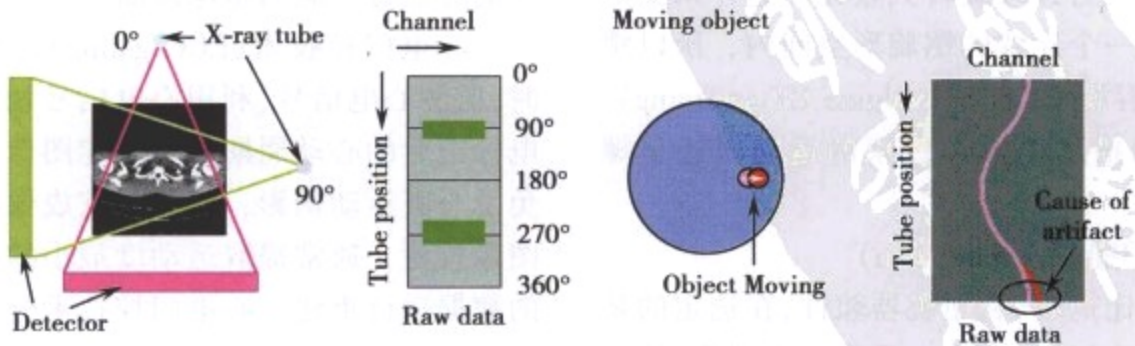 0°
X-ray tube
90°
Detector
Channel
Tube position
0°
90°
180°
270°
360°
Raw data
Moving object
Object Moving
Channel
Tube position
Cause of
artifact
Raw data